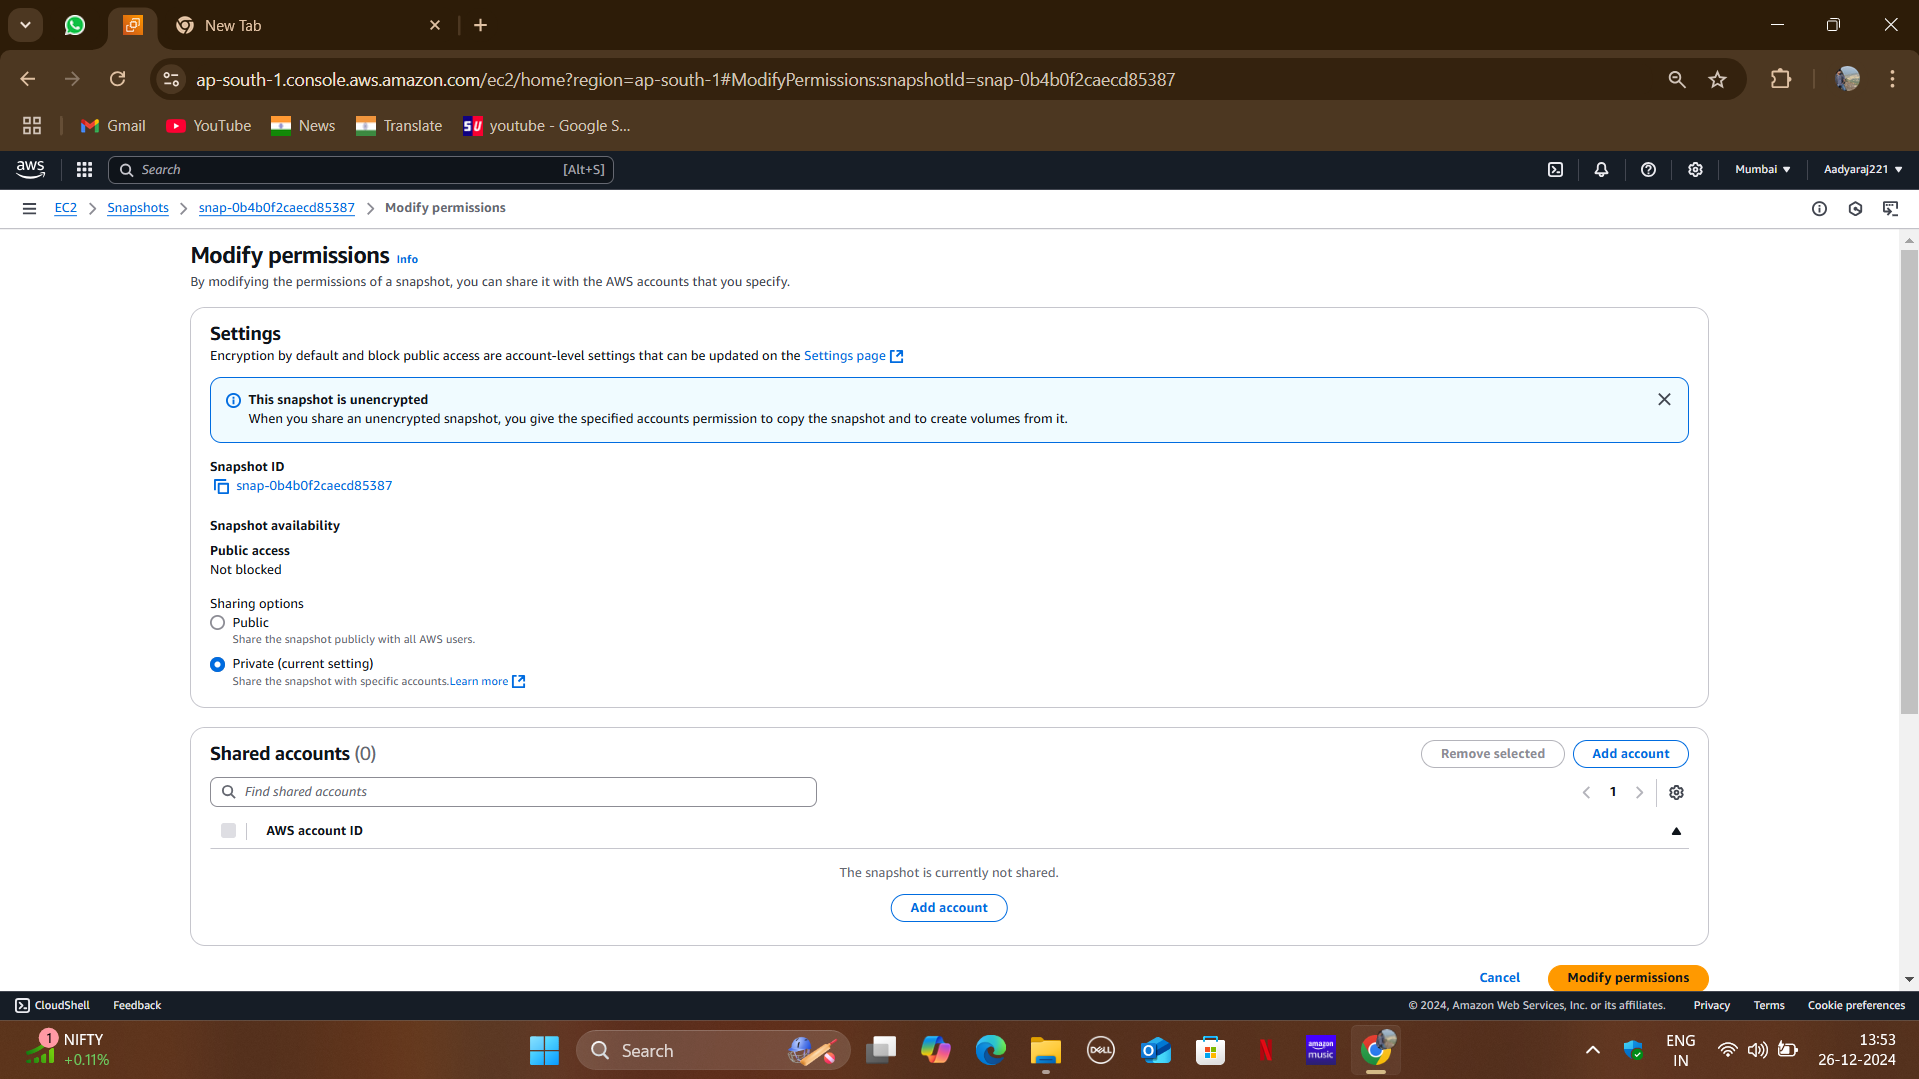 New Tab
ap-south-1.console.aws.amazon.com/ec2/home?region=ap-south-1#ModifyPermissions:snapshotId=snap-0b4b0f2caecd85387
Gmail
YouTube
News
Translate
SU youtube - Google S...
aws
Search [Alt+S]
Mumbai
Aadyaraj221
EC2 Snapshots snap-0b4b0f2caecd85387 Modify permissions
Modify permissions Info
By modifying the permissions of a snapshot, you can share it with the AWS accounts that you specify.
Settings
Encryption by default and block public access are account-level settings that can be updated on the Settings page
This snapshot is unencrypted
When you share an unencrypted snapshot, you give the specified accounts permission to copy the snapshot and to create volumes from it.
Snapshot ID
snap-0b4b0f2caecd85387
Snapshot availability
Public access
Not blocked
Sharing options
Public
Share the snapshot publicly with all AWS users.
Private (current setting)
Share the snapshot with specific accounts.Learn more
Shared accounts (0)
Remove selected
Add account
Find shared accounts
1
AWS account ID
The snapshot is currently not shared.
Add account
Cancel
Modify permissions
CloudShell
Feedback
© 2024, Amazon Web Services, Inc. or its affiliates.
Privacy
Terms
Cookie preferences
1
NIFTY
+0.11%
Search
DELL
amazon
music
ENG
IN
13:53
26-12-2024